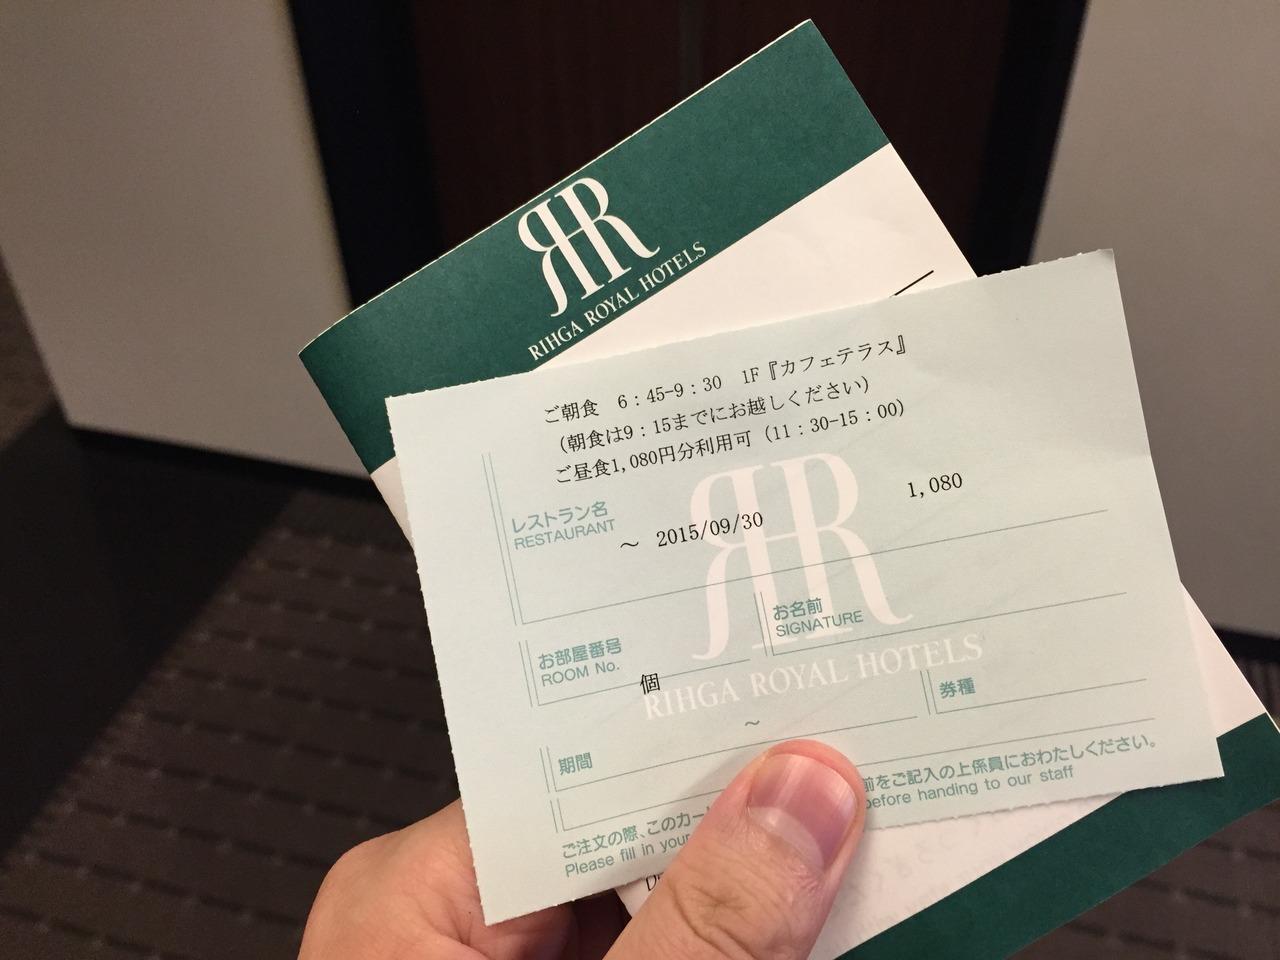 RIHGA ROYAL HOTELS
ご朝食 6:45-9:30 1F『カフェテラス』
(朝食は9:15までにお越しください)
ご昼食1,080円分利用可(11:30-15:00)
1,080
レストラン名
RESTAURANT
~ 2015/09/30
お名前
SIGNATURE
お部屋番号
ROOM No.
個
RIHGA ROYAL HOTELS
券種
~
期間
ご注文の際、このカー 前をご記入の上係員におわたしください。
Please fill in your before handing to our staff